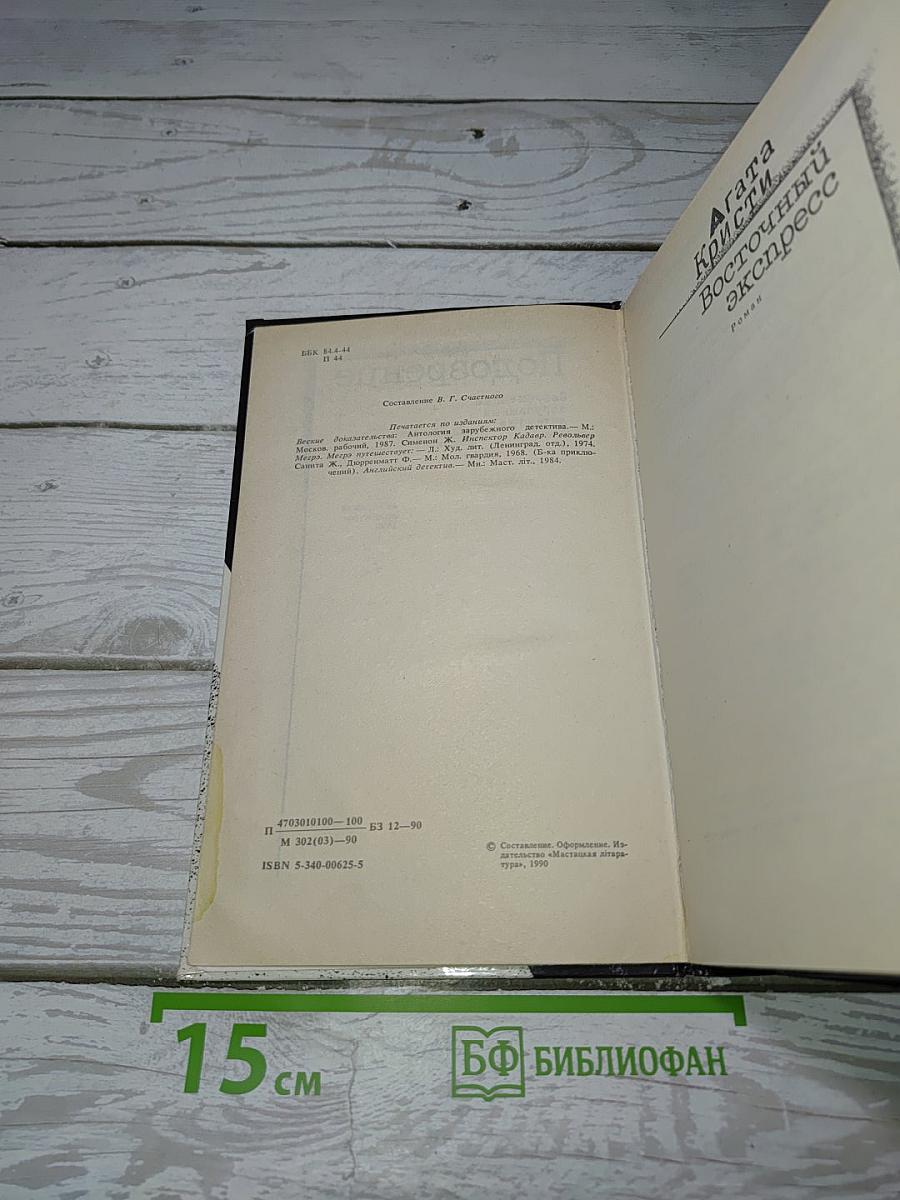 ББК 84.4-44
П 44
Составление В. Г. Счастного
Печатается по изданиям:
Веские доказательства: Антология зарубежного детектива.— М.:
Москов. рабочий, 1987. Сименон Ж. Инспектор Кадавр. Револьвер
Мегрэ. Мегрэ путешествует: — Л.: Худ. лит. (Ленинград. отд.), 1974.
Санита Ж., Дюрренматт Ф.— М.: Мол. гвардия, 1968. (Б-ка приклю-
чений). Английский детектив.— Мн.: Маст. літ., 1984.
П 4703010100—100 БЗ 12—90
М 302(03)—90
ISBN 5-340-00625-5
© Составление. Оформление. Из-
дательство «Мастацкая літара-
тура», 1990
Агата
Кристи
Восточный
экспресс
Роман
15 см
БФ БИБЛИОФАН